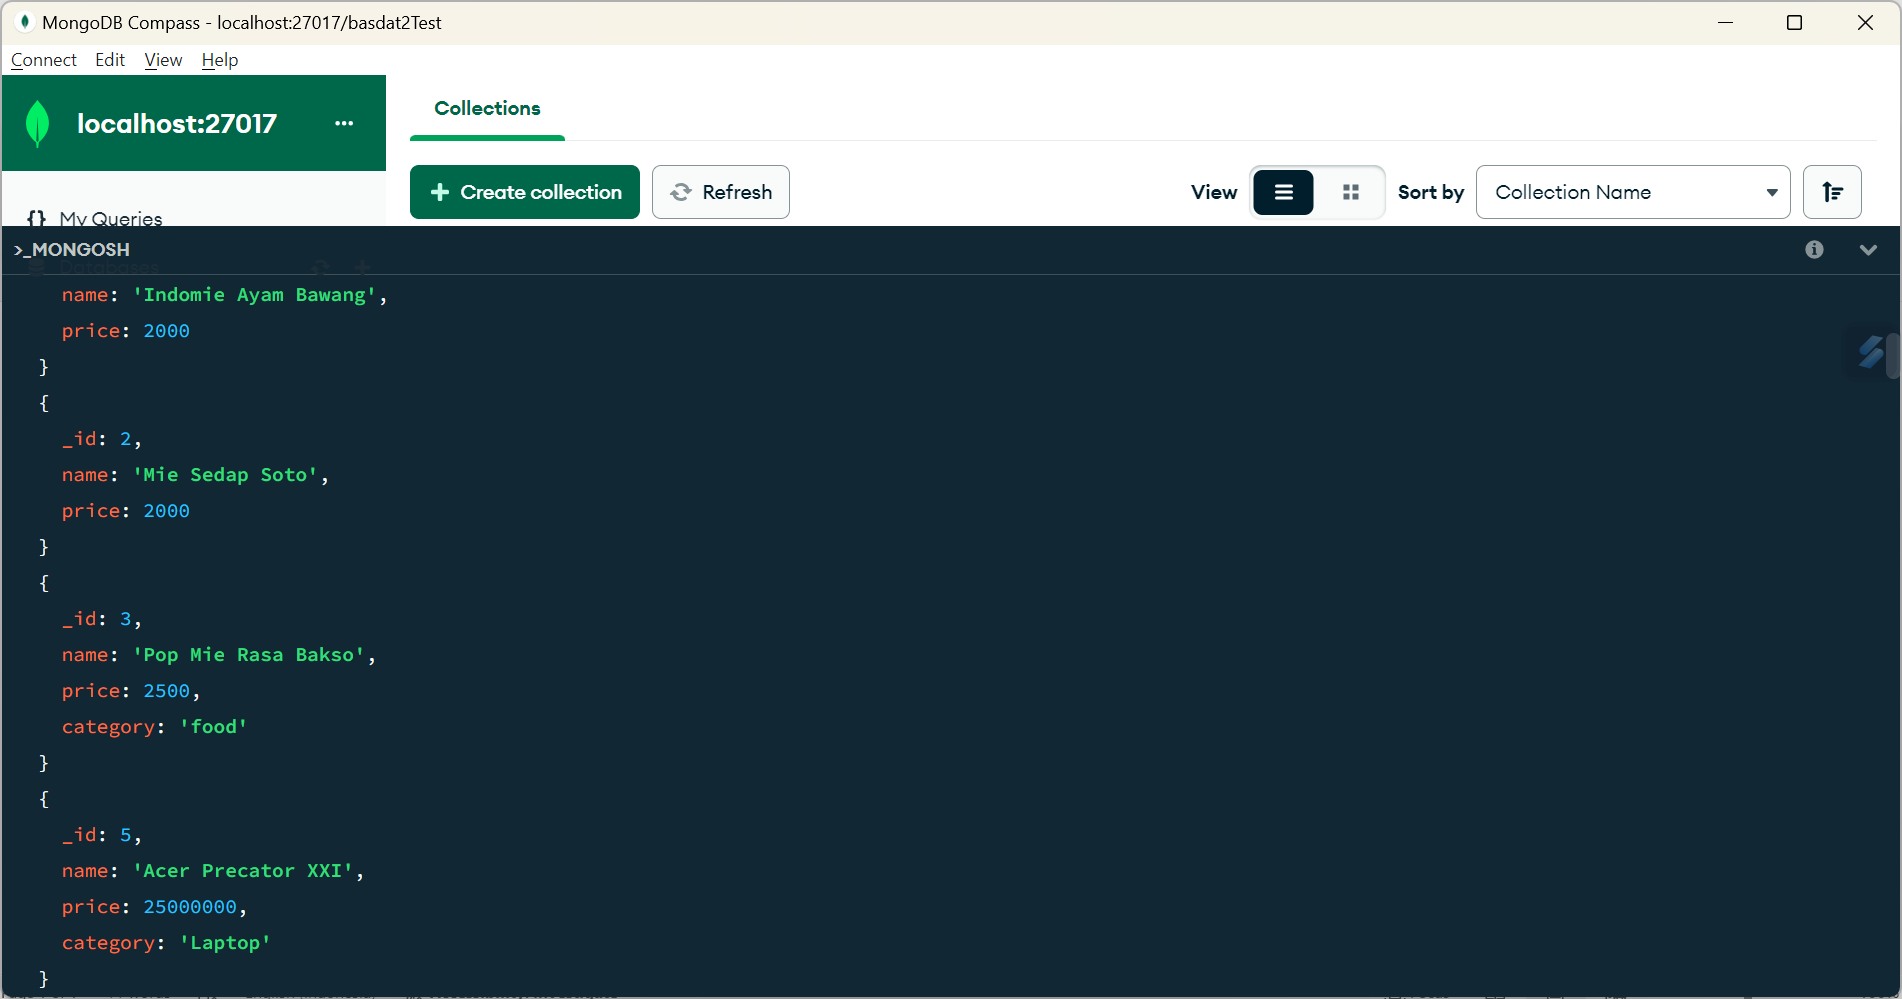 MongoDB Compass - localhost:27017/basdat2Test
Connect Edit View Help
localhost:27017 ...
Collections
+ Create collection Refresh View Sort by Collection Name
{} My Queries
>_MONGOSH
Databases
name: 'Indomie Ayam Bawang',
price: 2000
}
{
_id: 2,
name: 'Mie Sedap Soto',
price: 2000
}
{
_id: 3,
name: 'Pop Mie Rasa Bakso',
price: 2500,
category: 'food'
}
{
_id: 5,
name: 'Acer Precator XXI',
price: 25000000,
category: 'Laptop'
}